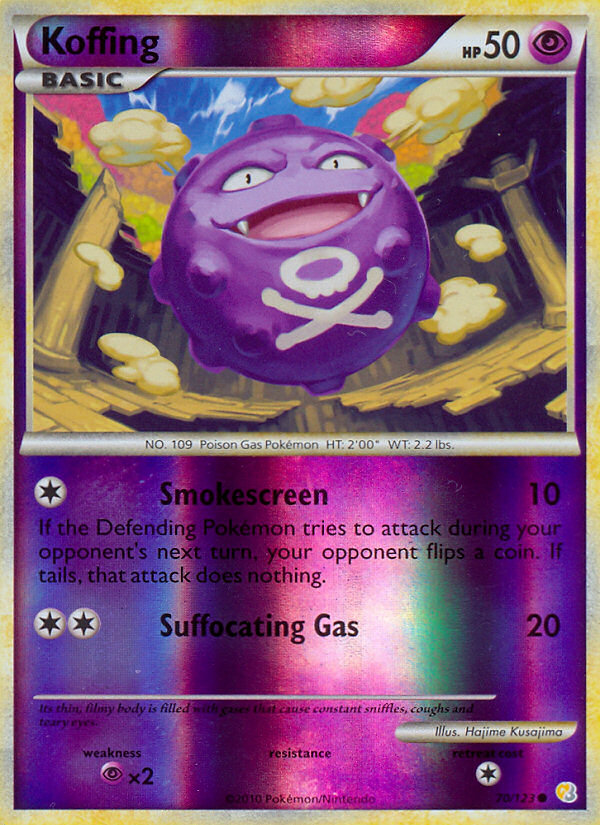 Koffing
HP 50
BASIC
NO. 109 Poison Gas Pokémon HT: 2'00" WT: 2.2 lbs.
Smokescreen 10
If the Defending Pokémon tries to attack during your
opponent's next turn, your opponent flips a coin. If
tails, that attack does nothing.
Suffocating Gas 20
Its thin, filmy body is filled with gases that cause constant sniffles, coughs and
teary eyes.
Illus. Hajime Kusajima
weakness resistance retreat cost
×2
©2010 Pokémon/Nintendo 70/123